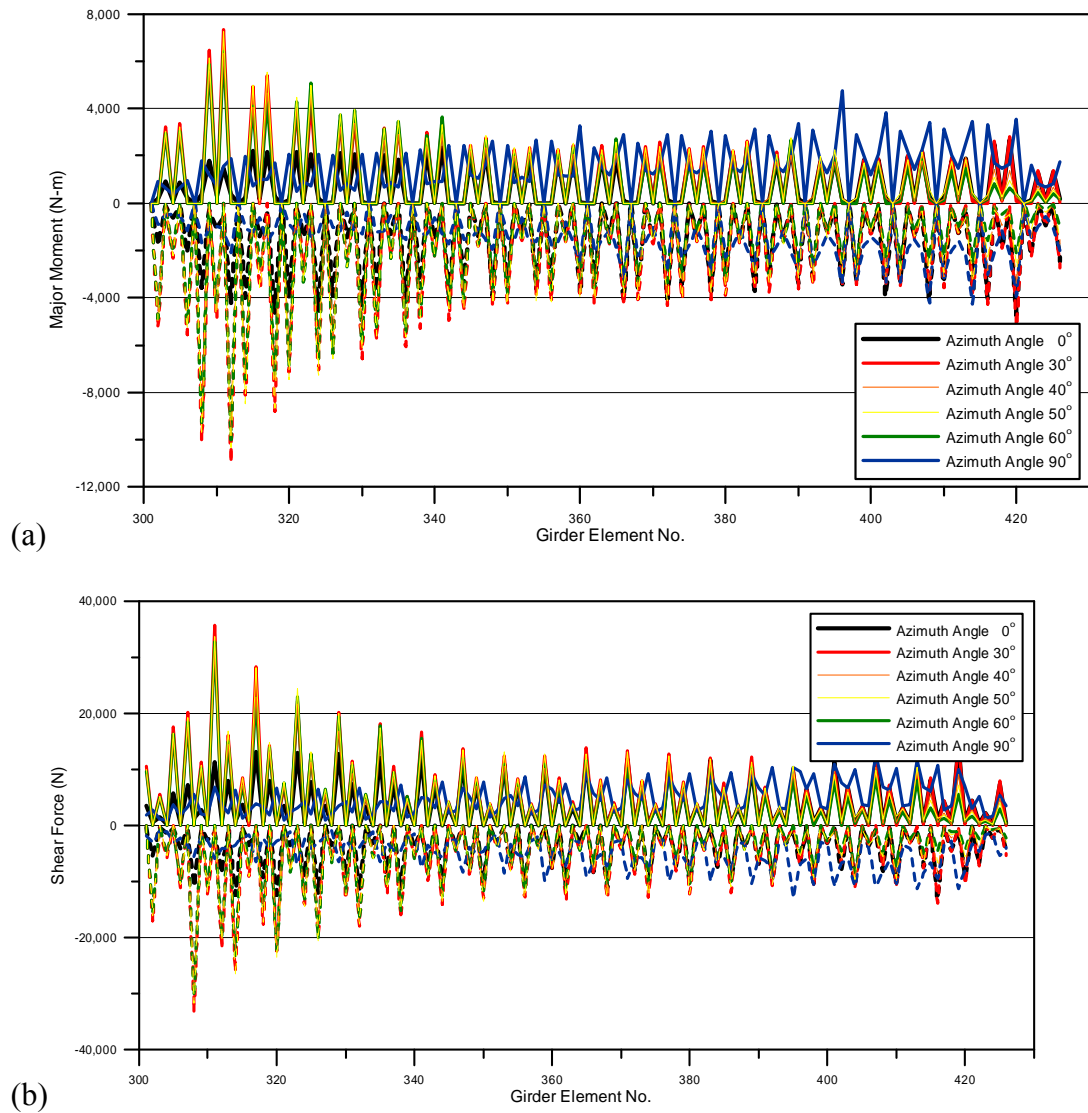 (a)
Major Moment (N-m)
8,000
4,000
0
-4,000
-8,000
-12,000
Azimuth Angle 0°
Azimuth Angle 30°
Azimuth Angle 40°
Azimuth Angle 50°
Azimuth Angle 60°
Azimuth Angle 90°
300 320 340 360 380 400 420
Girder Element No.
(b)
Shear Force (N)
40,000
20,000
0
-20,000
-40,000
Azimuth Angle 0°
Azimuth Angle 30°
Azimuth Angle 40°
Azimuth Angle 50°
Azimuth Angle 60°
Azimuth Angle 90°
300 320 340 360 380 400 420
Girder Element No.